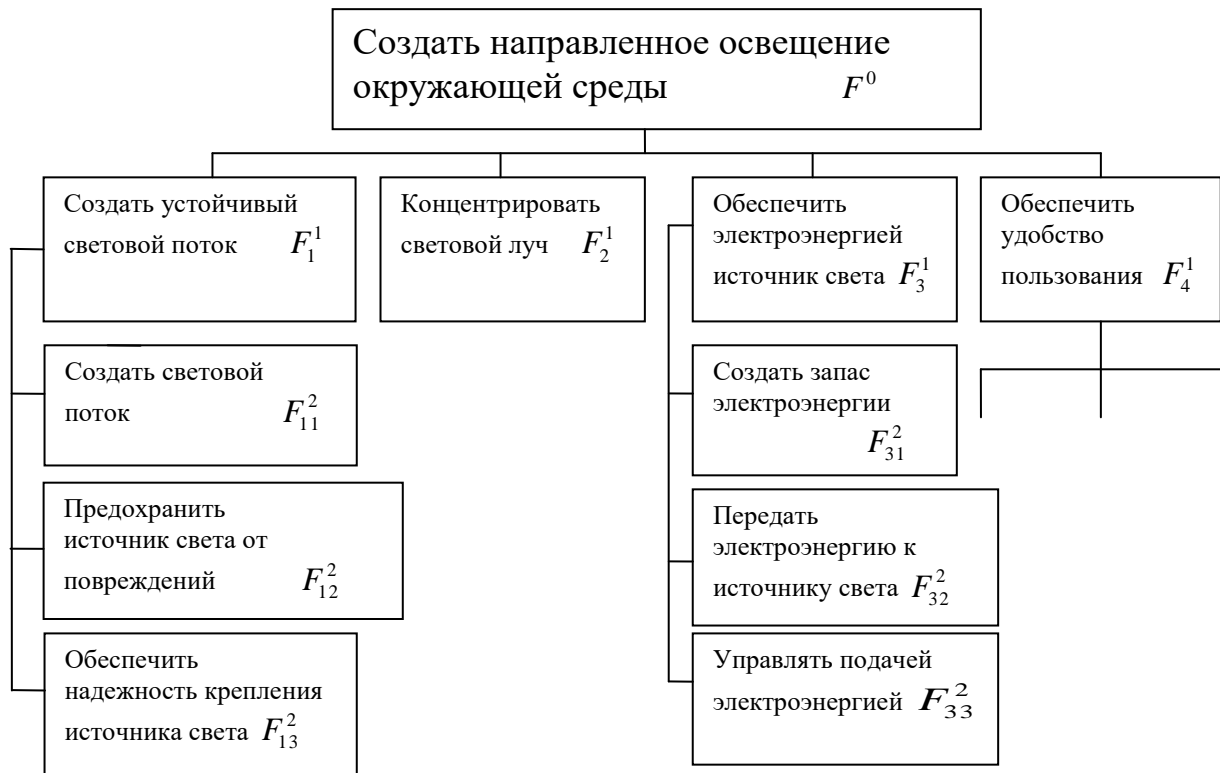 Создать направленное освещение
окружающей среды F⁰
Создать устойчивый
световой поток F₁¹
Концентрировать
световой луч F₂¹
Обеспечить
электроэнергией
источник света F₃¹
Обеспечить
удобство
пользования F₄¹
Создать световой
поток F₁₁²
Предохранить
источник света от
повреждений F₁₂²
Обеспечить
надежность крепления
источника света F₁₃²
Создать запас
электроэнергии
F₃₁²
Передать
электроэнергию к
источнику света F₃₂²
Управлять подачей
электроэнергией F₃₃²